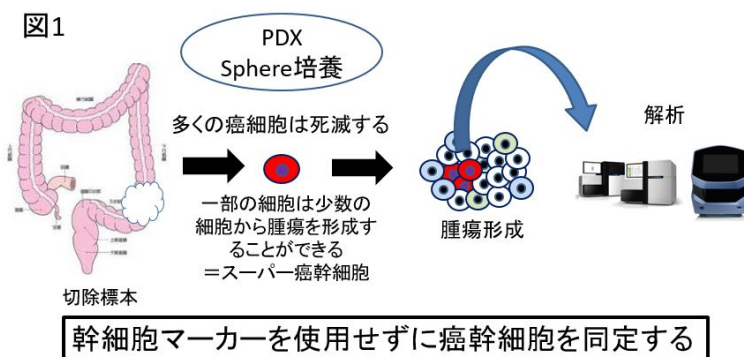 図1
PDX
Sphere培養
多くの癌細胞は死滅する
解析
一部の細胞は少数の
細胞から腫瘍を形成す
ることができる
＝スーパー癌幹細胞
腫瘍形成
切除標本
幹細胞マーカーを使用せずに癌幹細胞を同定する